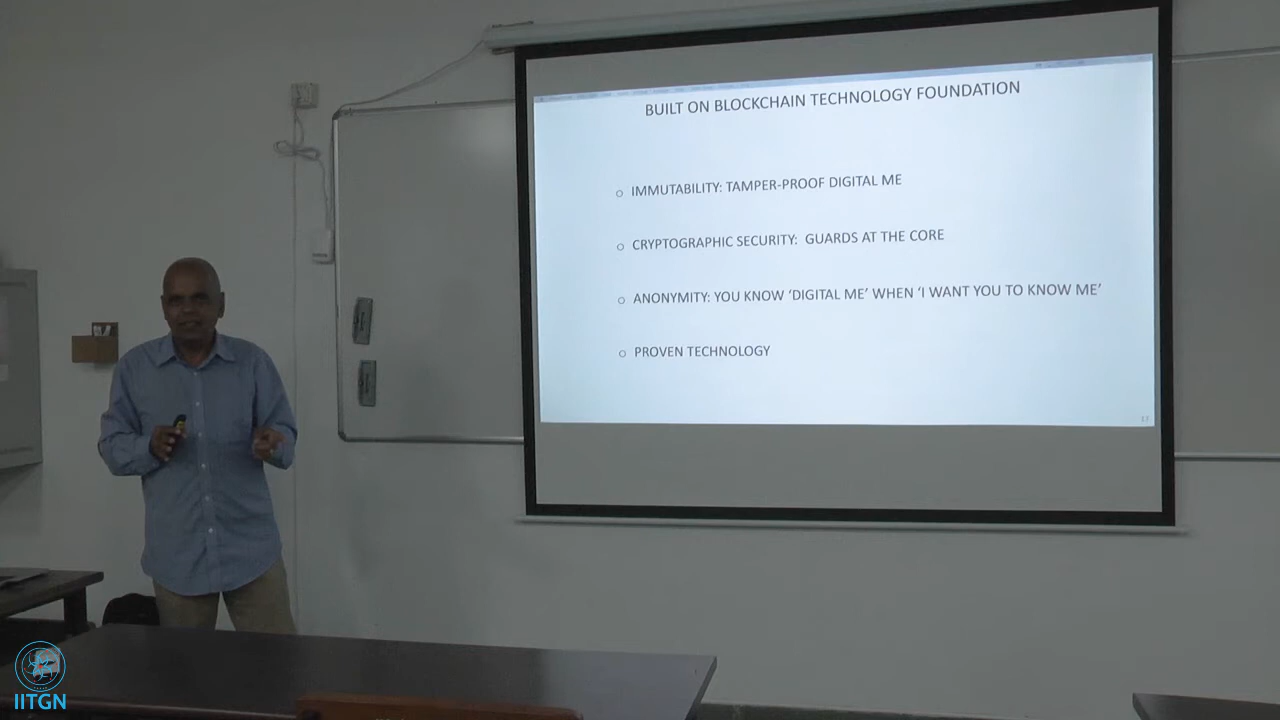 BUILT ON BLOCKCHAIN TECHNOLOGY FOUNDATION
IMMUTABILITY: TAMPER-PROOF DIGITAL ME
CRYPTOGRAPHIC SECURITY: GUARDS AT THE CORE
ANONYMITY: YOU KNOW ‘DIGITAL ME’ WHEN ‘I WANT YOU TO KNOW ME’
PROVEN TECHNOLOGY
IITGN